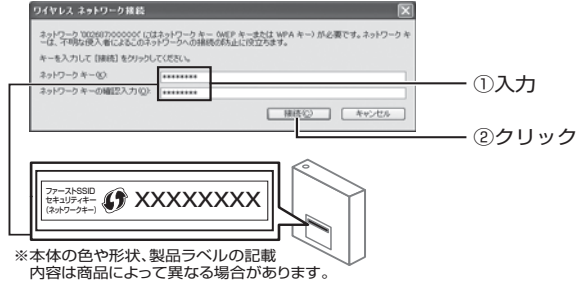 ワイヤレス ネットワーク接続
ネットワーク '002607J000000(' にはネットワーク キー (WEP キーまたは WPA キー) が必要です。ネットワーク キ
ーは、不明な侵入者によるこのネットワークへの接続の防止に役立ちます。
キーを入力して [接続] をクリックしてください。
ネットワーク キー(K):
********
ネットワーク キーの確認入力(O):
********
接続(C)
キャンセル
①入力
②クリック
ファーストSSID
セキュリティキー
(ネットワークキー)
XXXXXXXX
※本体の色や形状、製品ラベルの記載
内容は商品によって異なる場合があります。